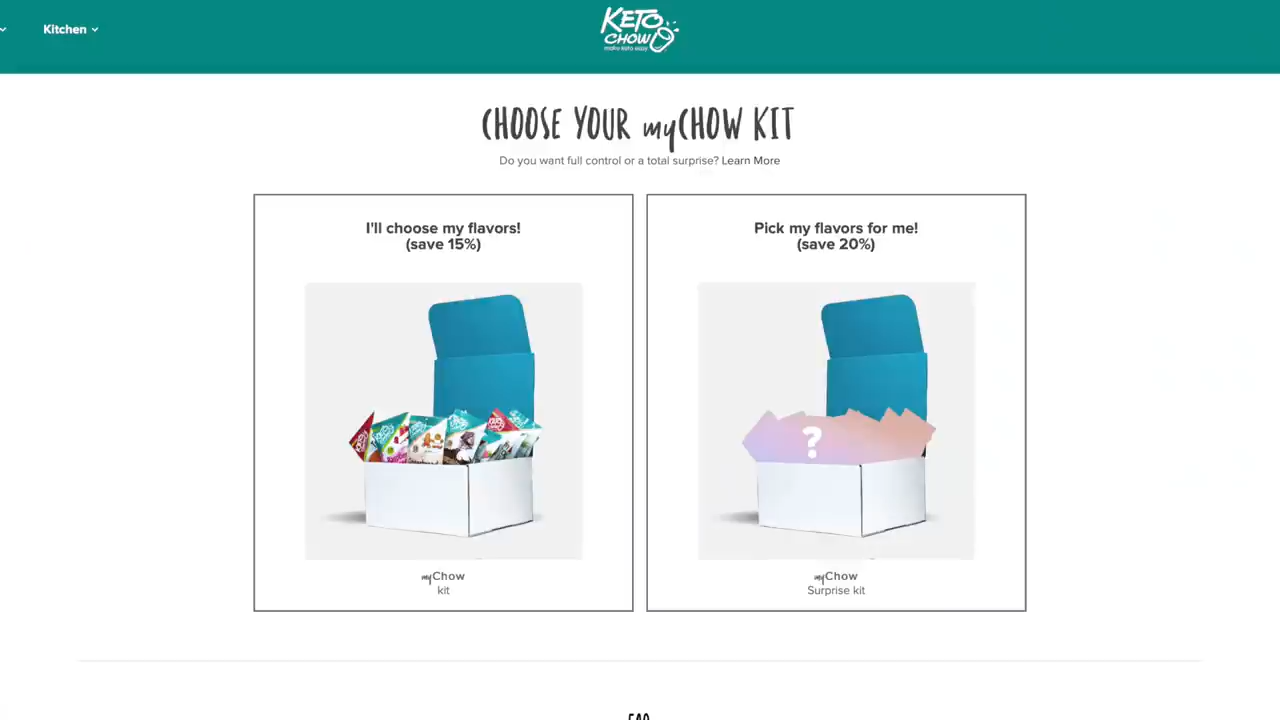 Kitchen
KETO
CHOW
make keto easy
CHOOSE YOUR myCHOW KIT
Do you want full control or a total surprise? Learn More
I'll choose my flavors!
(save 15%)
Pick my flavors for me!
(save 20%)
?
myChow
kit
myChow
Surprise kit
FAQ